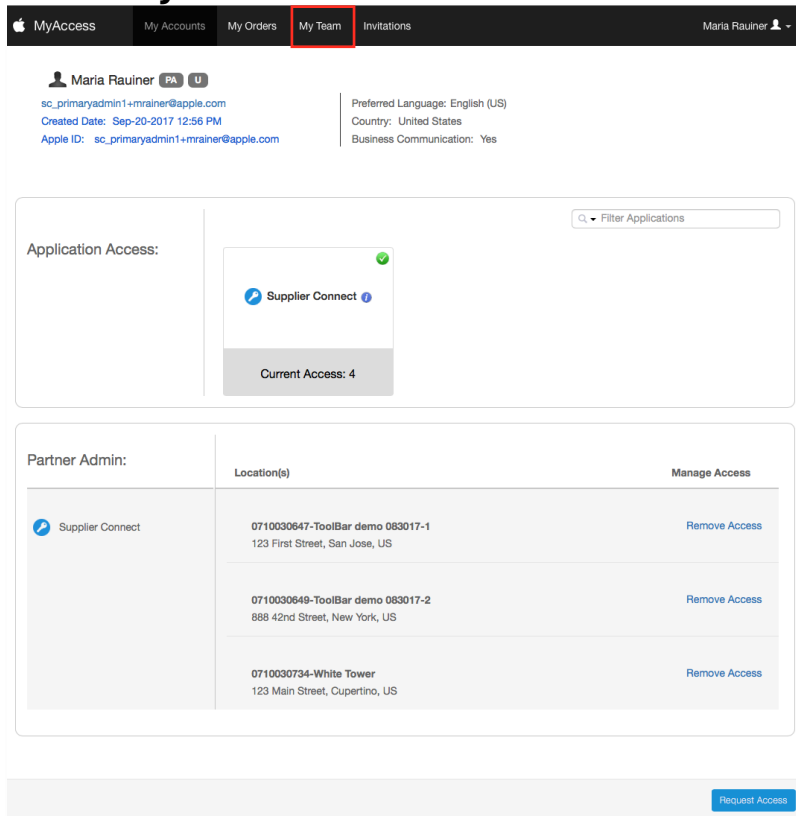 MyAccess My Accounts My Orders My Team Invitations Maria Rauiner
Maria Rauiner PA U
sc_primaryadmin1+mrainer@apple.com
Created Date: Sep-20-2017 12:56 PM
Apple ID: sc_primaryadmin1+mrainer@apple.com
Preferred Language: English (US)
Country: United States
Business Communication: Yes
Filter Applications
Application Access:
Supplier Connect i
Current Access: 4
Partner Admin:
Location(s) Manage Access
Supplier Connect
0710030647-ToolBar demo 083017-1 Remove Access
123 First Street, San Jose, US
0710030649-ToolBar demo 083017-2 Remove Access
888 42nd Street, New York, US
0710030734-White Tower Remove Access
123 Main Street, Cupertino, US
Request Access